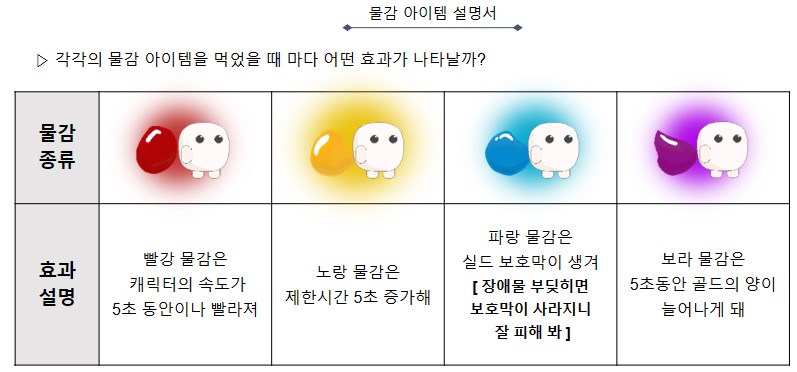 물감 아이템 설명서
▷ 각각의 물감 아이템을 먹었을 때 마다 어떤 효과가 나타날까?
물감
종류
효과
설명
빨강 물감은
캐릭터의 속도가
5초 동안이나 빨라져
노랑 물감은
제한시간 5초 증가해
파랑 물감은
실드 보호막이 생겨
[ 장애물 부딪히면
보호막이 사라지니
잘 피해 봐 ]
보라 물감은
5초동안 골드의 양이
늘어나게 돼